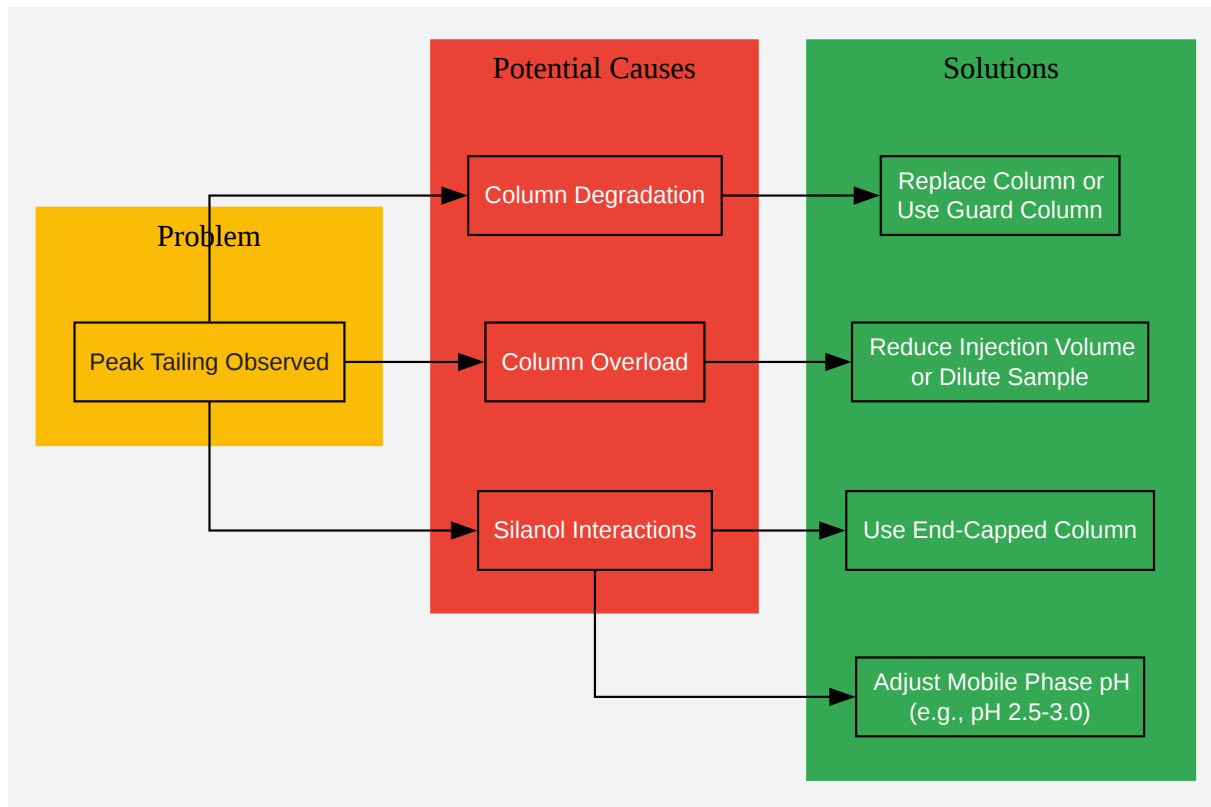 Potential Causes
Solutions
Problem
Column Degradation
Replace Column or
Use Guard Column
Peak Tailing Observed
Column Overload
Reduce Injection Volume
or Dilute Sample
Silanol Interactions
Use End-Capped Column
Adjust Mobile Phase pH
(e.g., pH 2.5-3.0)